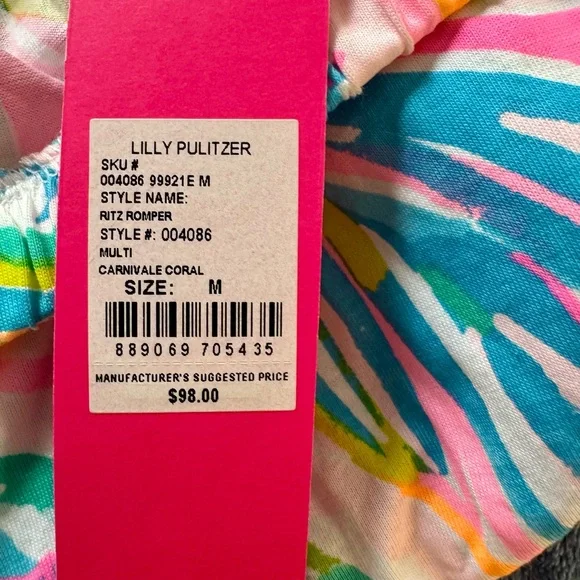 LILLY PULITZER
SKU #
004086 99921E M
STYLE NAME:
RITZ ROMPER
STYLE #: 004086
MULTI
CARNIVALE CORAL
SIZE: M
889069 705435
MANUFACTURER'S SUGGESTED PRICE
$98.00